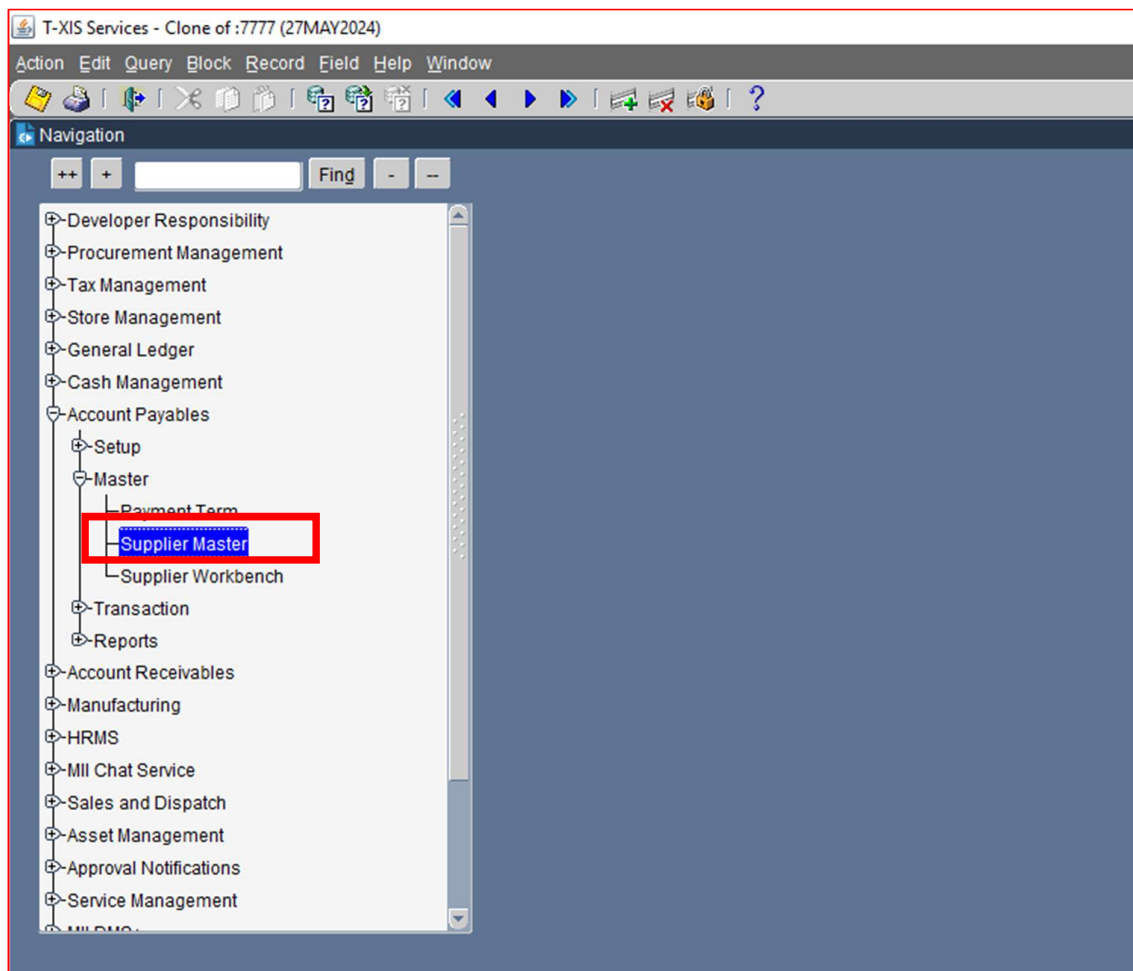 T-XIS Services - Clone of :7777 (27MAY2024)
Action Edit Query Block Record Field Help Window
Navigation
++ + Find - --
Developer Responsibility
Procurement Management
Tax Management
Store Management
General Ledger
Cash Management
Account Payables
Setup
Master
Payment Term
Supplier Master
Supplier Workbench
Transaction
Reports
Account Receivables
Manufacturing
HRMS
MII Chat Service
Sales and Dispatch
Asset Management
Approval Notifications
Service Management